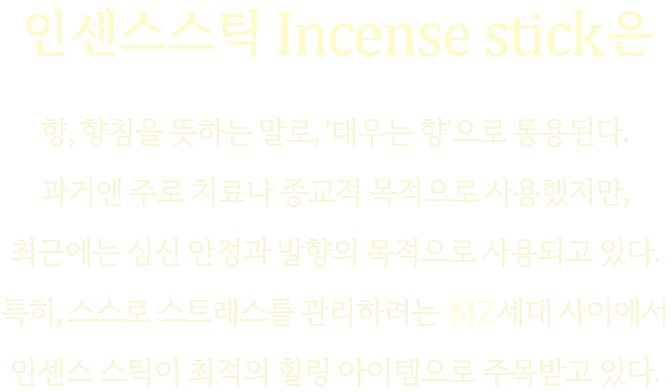 인센스스틱 Incense stick은
향, 향침을 뜻하는 말로, '태우는 향'으로 통용된다.
과거엔 주로 치료나 종교적 목적으로 사용했지만,
최근에는 심신 안정과 발향의 목적으로 사용되고 있다.
특히, 스스로 스트레스를 관리하려는 MZ세대 사이에서
인센스 스틱이 최적의 힐링 아이템으로 주목받고 있다.